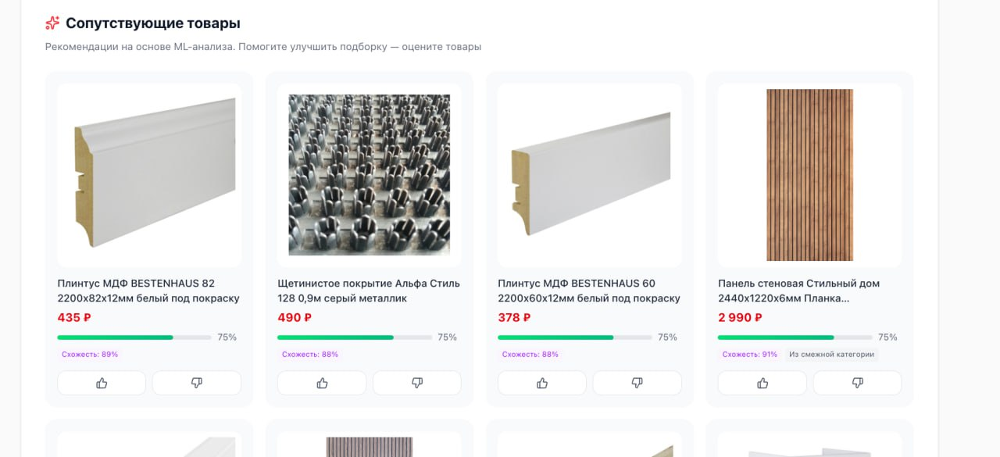 Сопутствующие товары
Рекомендации на основе ML-анализа. Помогите улучшить подборку — оцените товары
Плинтус МДФ BESTENHAUS 82
2200х82х12мм белый под покраску
435 ₽
75%
Схожесть: 89%
Щетинистое покрытие Альфа Стиль
128 0,9м серый металлик
490 ₽
75%
Схожесть: 88%
Плинтус МДФ BESTENHAUS 60
2200х60х12мм белый под покраску
378 ₽
75%
Схожесть: 88%
Панель стеновая Стильный дом
2440х1220х6мм Планка...
2 990 ₽
75%
Схожесть: 91% Из смежной категории